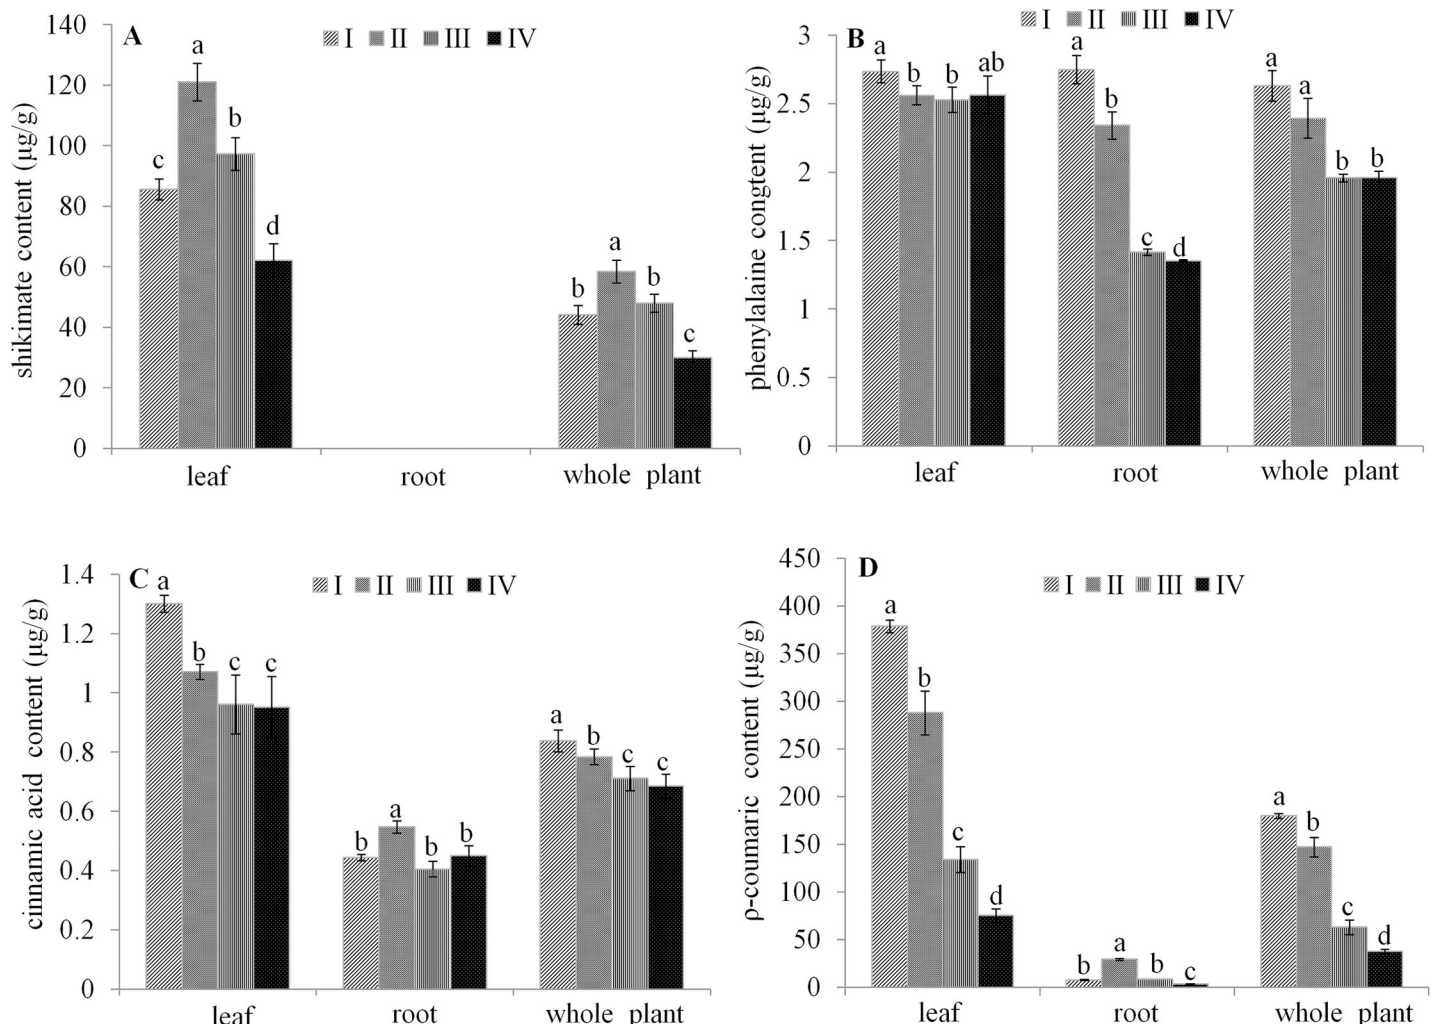 A
I II III IV
shikimate content (μg/g)
140
120
100
80
60
40
20
0
c a b d
b a b c
leaf root whole plant
B
I II III IV
phenylalaine congtent (μg/g)
3
2.5
2
1.5
1
0.5
0
a b b ab
a b c d
a a b b
leaf root whole plant
C
I II III IV
cinnamic acid content (μg/g)
1.4
1.2
1
0.8
0.6
0.4
0.2
0
a b c c
b a b b
a b c c
leaf root whole plant
D
I II III IV
ρ-coumaric content (μg/g)
450
400
350
300
250
200
150
100
50
0
a b c d
b a b c
a b c d
leaf root whole plant